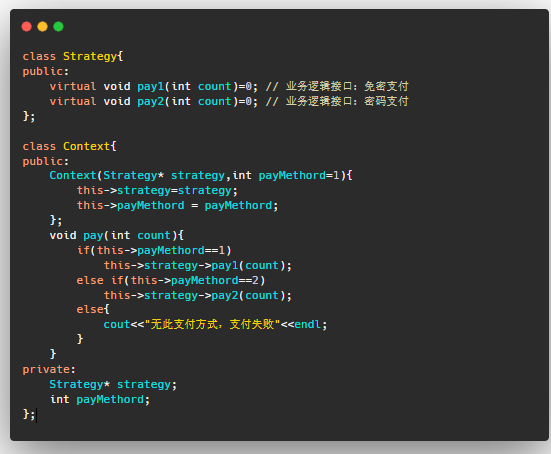 class Strategy{
public:
    virtual void pay1(int count)=0; // 业务逻辑接口：免密支付
    virtual void pay2(int count)=0; // 业务逻辑接口：密码支付
};

class Context{
public:
    Context(Strategy* strategy,int payMethord=1){
        this->strategy=strategy;
        this->payMethord = payMethord;
    };
    void pay(int count){
        if(this->payMethord==1)
            this->strategy->pay1(count);
        else if(this->payMethord==2)
            this->strategy->pay2(count);
        else{
            cout<<"无此支付方式，支付失败"<<endl;
        }
    }
private:
    Strategy* strategy;
    int payMethord;
};